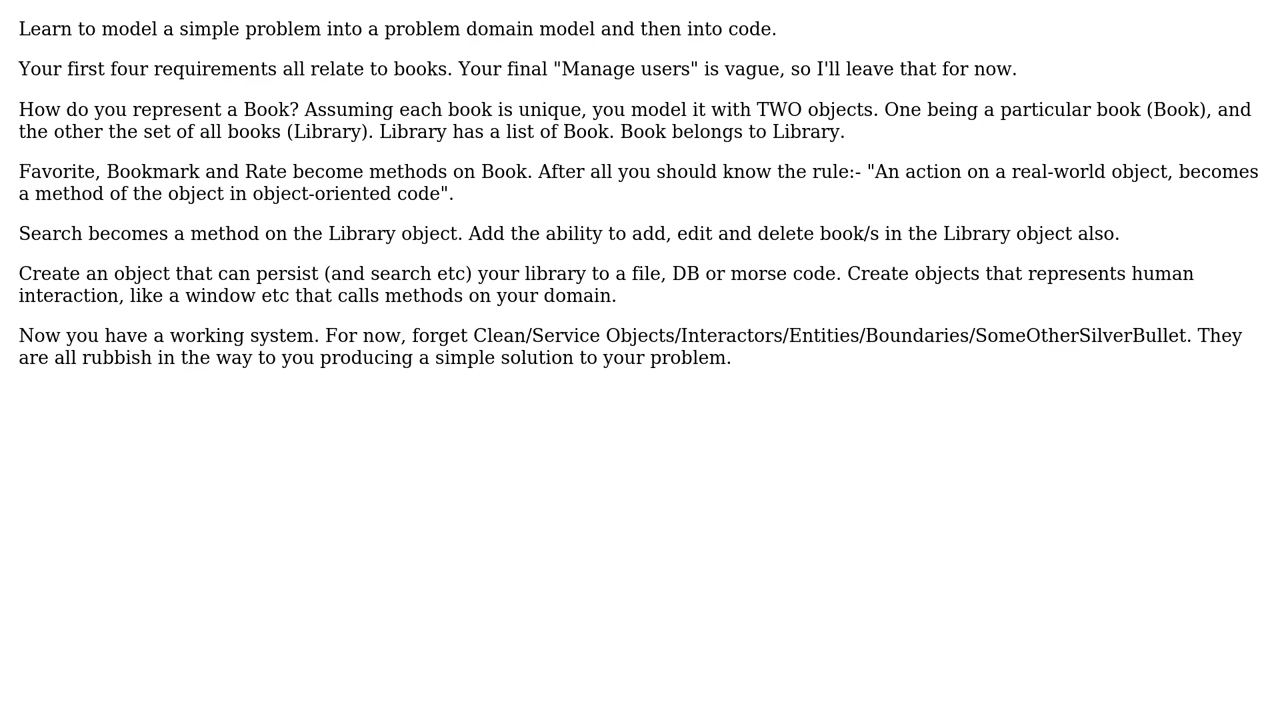 Learn to model a simple problem into a problem domain model and then into code.
Your first four requirements all relate to books. Your final "Manage users" is vague, so I'll leave that for now.
How do you represent a Book? Assuming each book is unique, you model it with TWO objects. One being a particular book (Book), and
the other the set of all books (Library). Library has a list of Book. Book belongs to Library.
Favorite, Bookmark and Rate become methods on Book. After all you should know the rule:- "An action on a real-world object, becomes
a method of the object in object-oriented code".
Search becomes a method on the Library object. Add the ability to add, edit and delete book/s in the Library object also.
Create an object that can persist (and search etc) your library to a file, DB or morse code. Create objects that represents human
interaction, like a window etc that calls methods on your domain.
Now you have a working system. For now, forget Clean/Service Objects/Interactors/Entities/Boundaries/SomeOtherSilverBullet. They
are all rubbish in the way to you producing a simple solution to your problem.